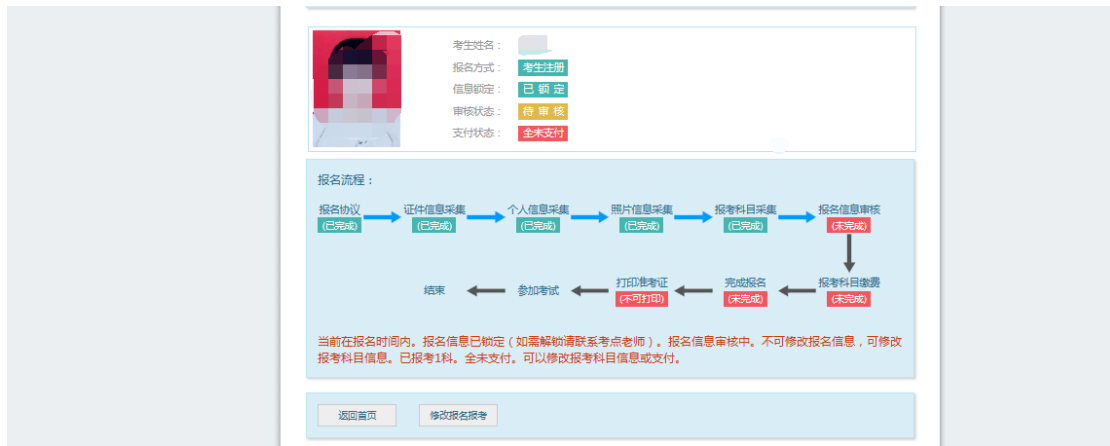 考生姓名：
报名方式： 考生注册
信息锁定： 已 锁 定
审核状态： 待 审 核
支付状态： 全未支付
报名流程：
报名协议 证件信息采集 个人信息采集 照片信息采集 报考科目采集 报名信息审核
(已完成) (已完成) (已完成) (已完成) (已完成) (未完成)
结束 参加考试 打印准考证 完成报名 报考科目缴费
(不可打印) (未完成) (未完成)
当前在报名时间内。报名信息已锁定（如需解锁请联系考点老师）。报名信息审核中。不可修改报名信息，可修改
报考科目信息。已报考1科。全未支付。可以修改报考科目信息或支付。
返回首页 修改报名报考